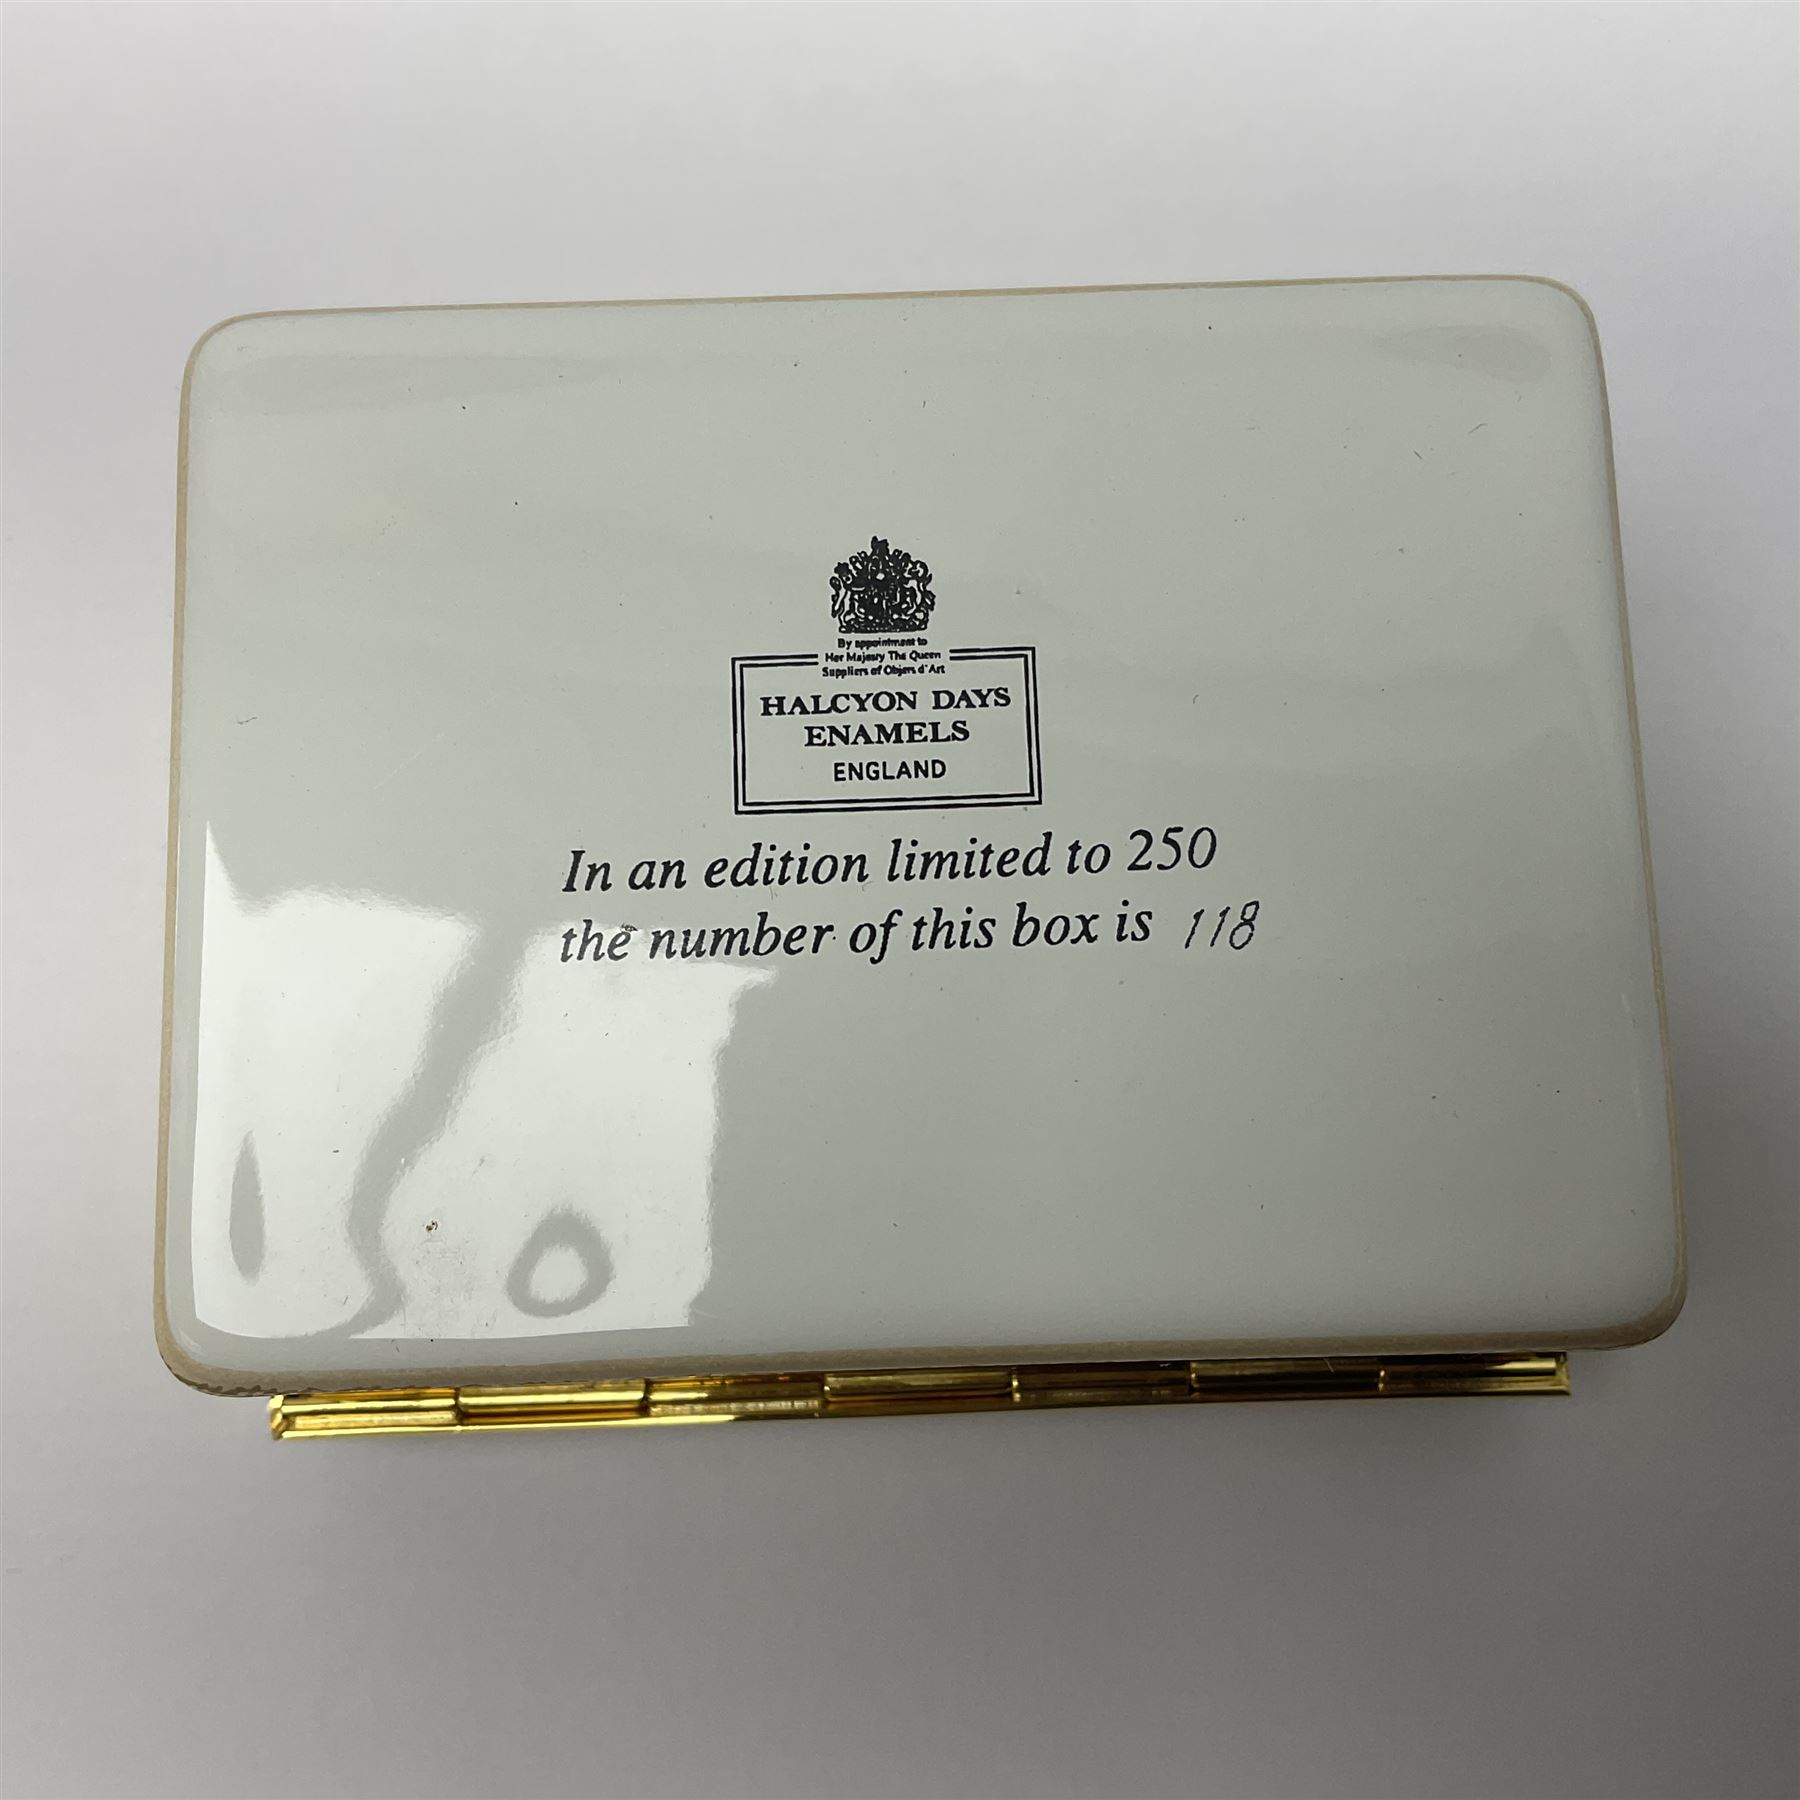 By appointment to
Her Majesty The Queen
Suppliers of Objets d'Art
HALCYON DAYS
ENAMELS
ENGLAND
In an edition limited to 250
the number of this box is 118